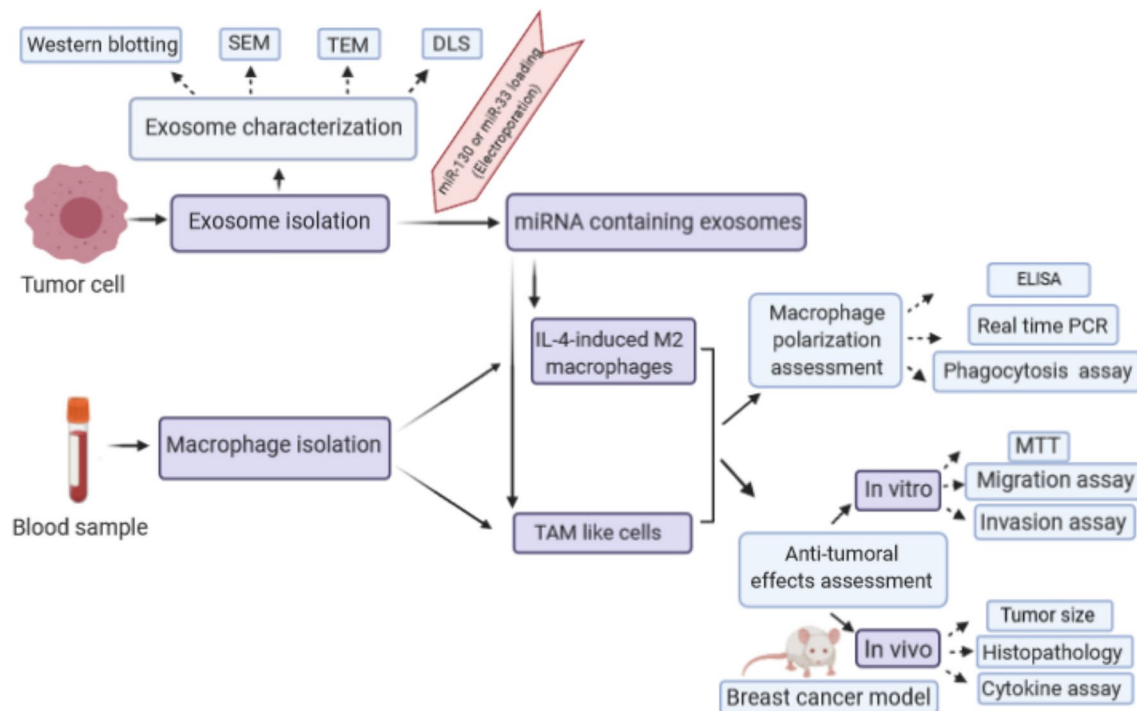 Western blotting
SEM
TEM
DLS
miR-130 or miR-33 loading
(Electroporation)
Exosome characterization
Exosome isolation
miRNA containing exosomes
Tumor cell
IL-4-induced M2
macrophages
Macrophage
polarization
assessment
ELISA
Real time PCR
Phagocytosis assay
Macrophage isolation
Blood sample
TAM like cells
In vitro
MTT
Migration assay
Invasion assay
Anti-tumoral
effects assessment
In vivo
Tumor size
Histopathology
Cytokine assay
Breast cancer model